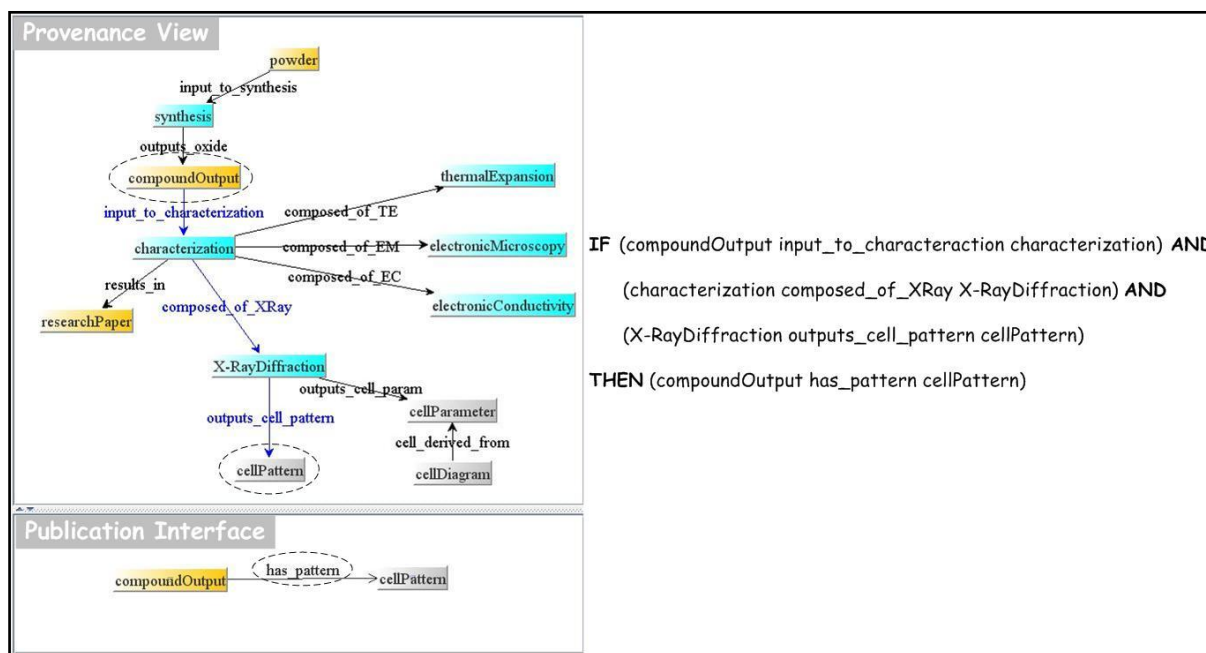 Provenance View
powder
input_to_synthesis
synthesis
outputs_oxide
compoundOutput
thermalExpansion
input_to_characterization
composed_of_TE
characterization
composed_of_EM
electronicMicroscopy
composed_of_EC
results_in
composed_of_XRay
electronicConductivity
researchPaper
X-RayDiffraction
outputs_cell_param
outputs_cell_pattern
cellParameter
cell_derived_from
cellPattern
cellDiagram
IF (compoundOutput input_to_characteraction characterization) AND
(characterization composed_of_XRay X-RayDiffraction) AND
(X-RayDiffraction outputs_cell_pattern cellPattern)
THEN (compoundOutput has_pattern cellPattern)
Publication Interface
has_pattern
compoundOutput
cellPattern